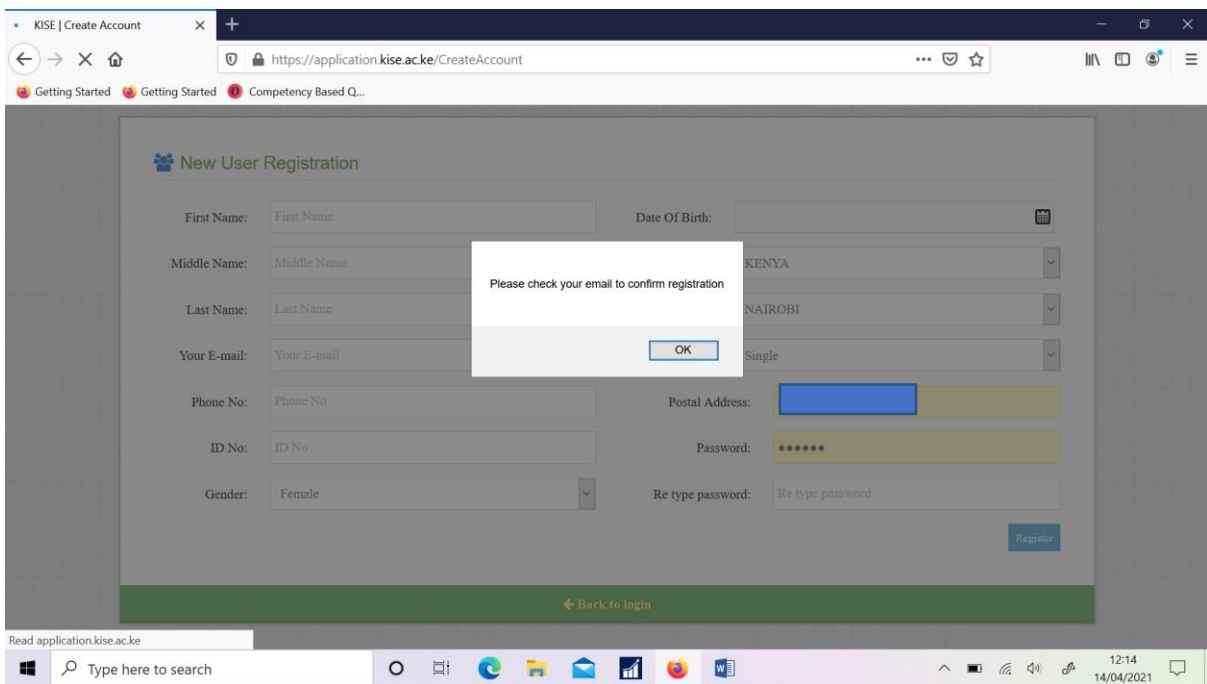 KISE | Create Account
https://application.kise.ac.ke/CreateAccount
Getting Started Getting Started Competency Based Q...
New User Registration
First Name: First Name Date Of Birth:
Middle Name: Middle Name KENYA
Last Name: Last Name NAIROBI
Your E-mail: Your E-mail Single
Please check your email to confirm registration
OK
Phone No: Phone No Postal Address:
ID No: ID No Password: ••••••
Gender: Female Re type password: Re type password
Register
Back to login
Read application.kise.ac.ke
Type here to search
12:14
14/04/2021